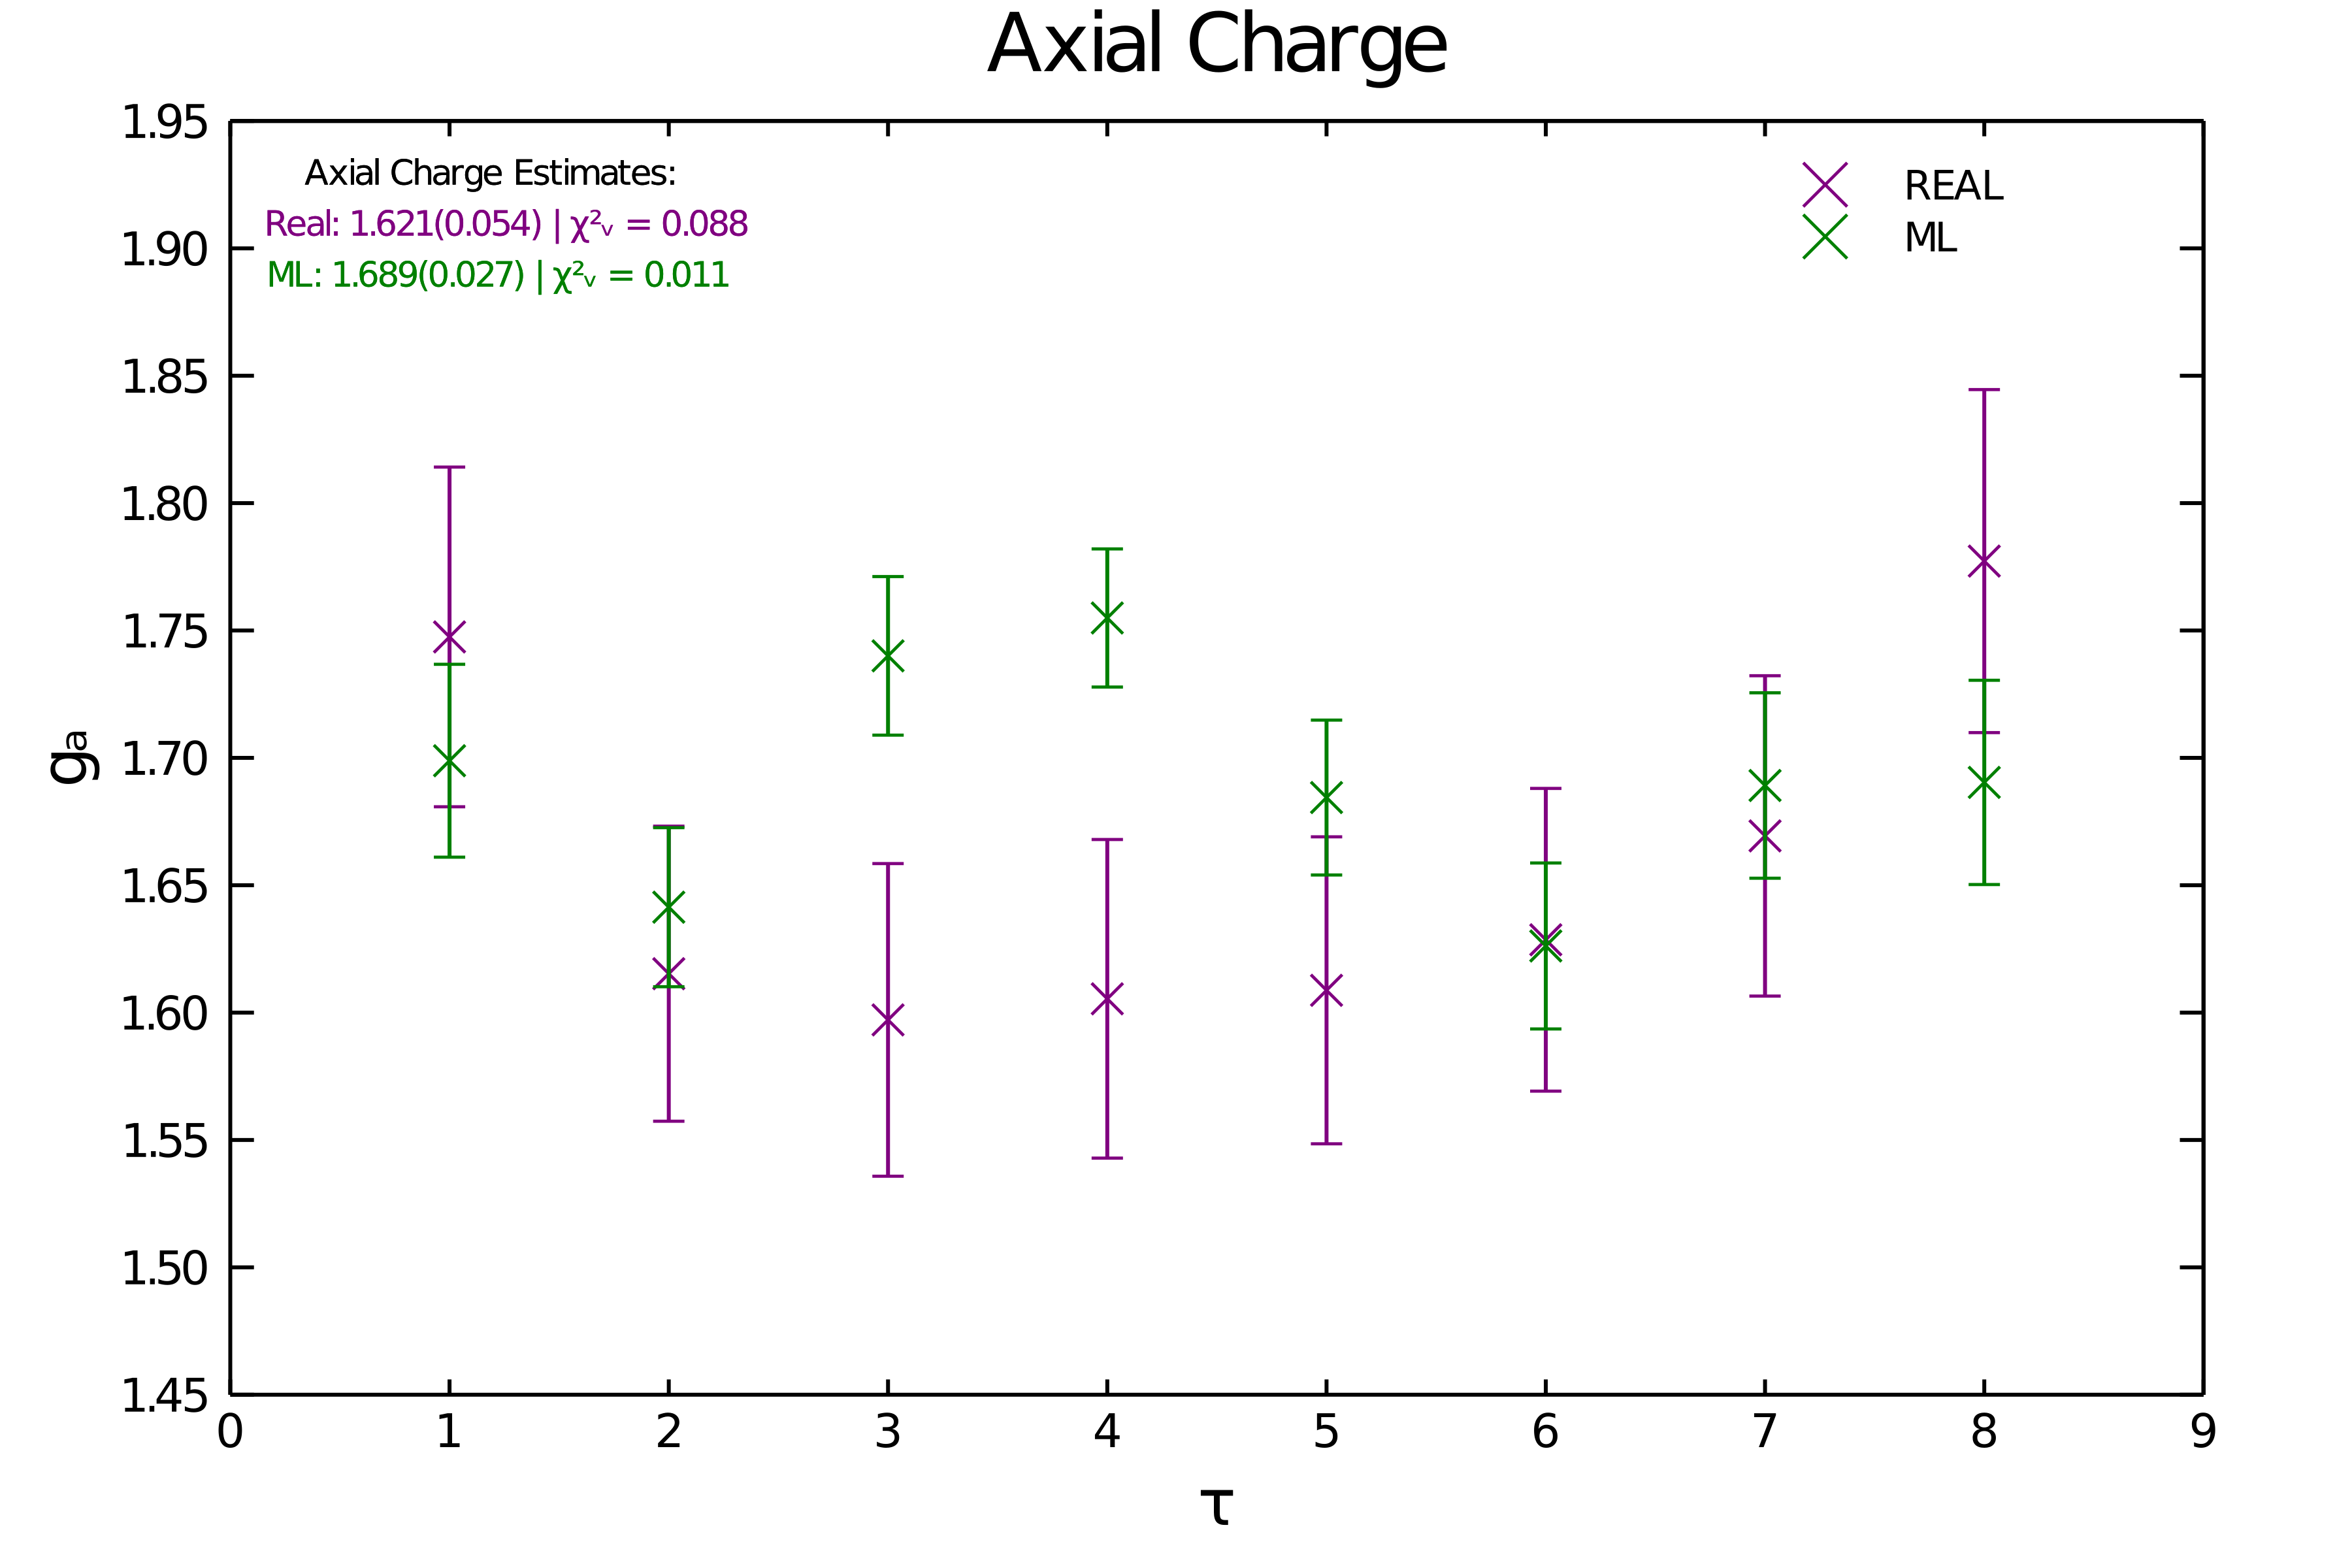 Axial Charge
1.95
1.90
1.85
1.80
1.75
1.70
1.65
1.60
1.55
1.50
1.45
gₐ
Axial Charge Estimates:
Real: 1.621(0.054) | χ²ᵥ = 0.088
ML: 1.689(0.027) | χ²ᵥ = 0.011
REAL
ML
0 1 2 3 4 5 6 7 8 9
τ